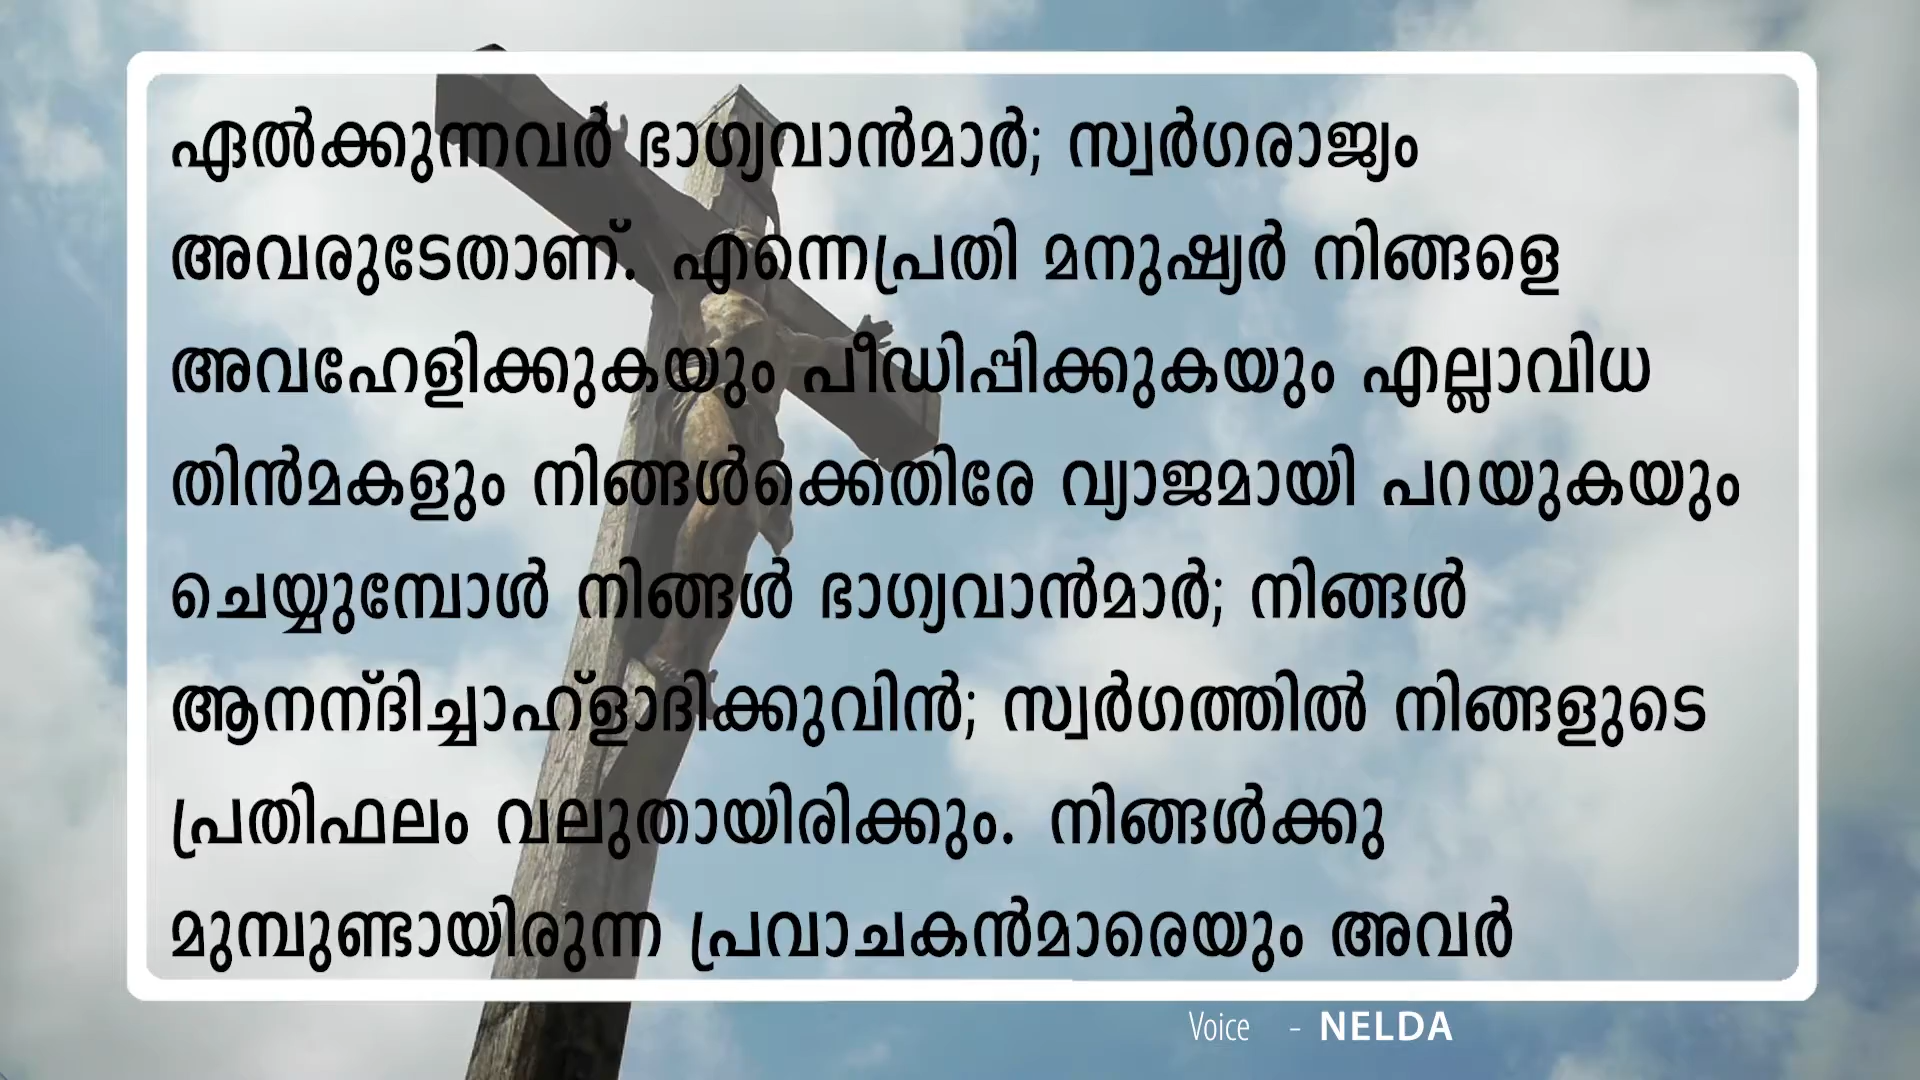 ഏൽക്കുന്നവർ ഭാഗ്യവാൻമാർ; സ്വർഗരാജ്യം
അവരുടേതാണ്. എന്നെപ്രതി മനുഷ്യർ നിങ്ങളെ
അവഹേളിക്കുകയും പീഡിപ്പിക്കുകയും എല്ലാവിധ
തിൻമകളും നിങ്ങൾക്കെതിരേ വ്യാജമായി പറയുകയും
ചെയ്യുമ്പോൾ നിങ്ങൾ ഭാഗ്യവാൻമാർ; നിങ്ങൾ
ആനന്ദിച്ചാഹ്ളാദിക്കുവിൻ; സ്വർഗത്തിൽ നിങ്ങളുടെ
പ്രതിഫലം വലുതായിരിക്കും. നിങ്ങൾക്കു
മുമ്പുണ്ടായിരുന്ന പ്രവാചകൻമാരെയും അവർ
Voice - NELDA